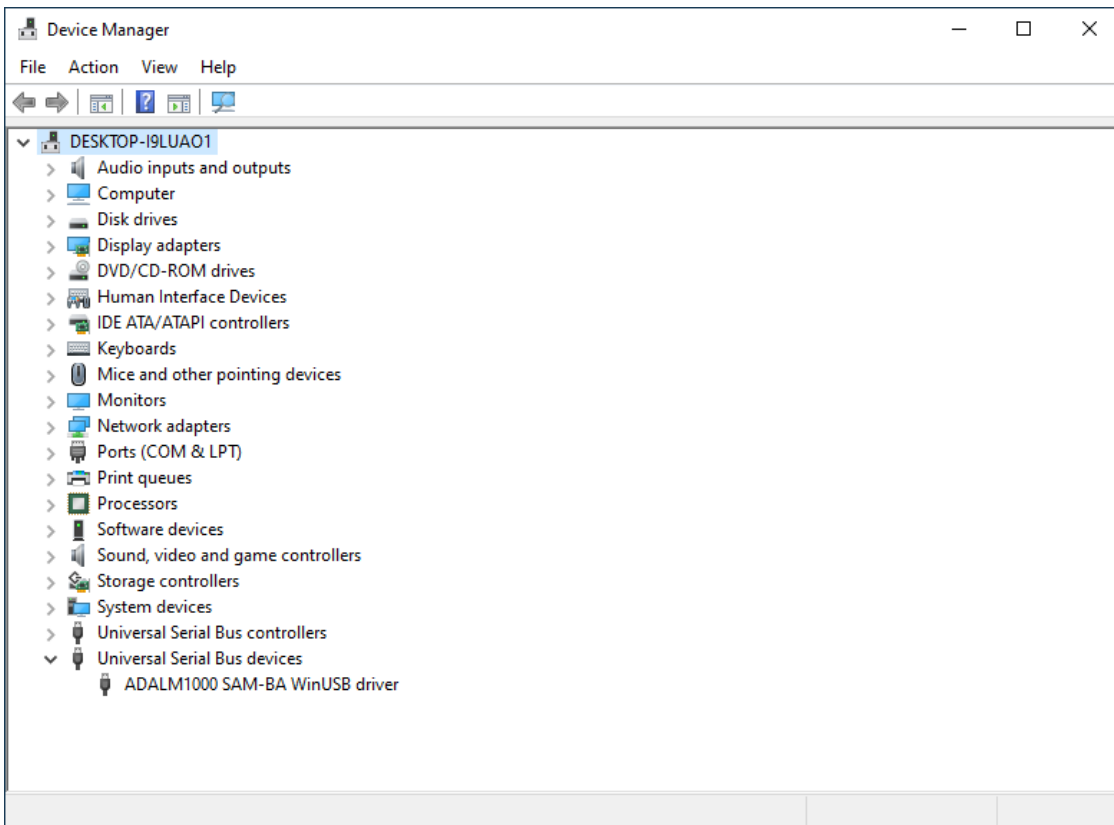 Device Manager
File Action View Help
DESKTOP-I9LUAO1
Audio inputs and outputs
Computer
Disk drives
Display adapters
DVD/CD-ROM drives
Human Interface Devices
IDE ATA/ATAPI controllers
Keyboards
Mice and other pointing devices
Monitors
Network adapters
Ports (COM & LPT)
Print queues
Processors
Software devices
Sound, video and game controllers
Storage controllers
System devices
Universal Serial Bus controllers
Universal Serial Bus devices
ADALM1000 SAM-BA WinUSB driver